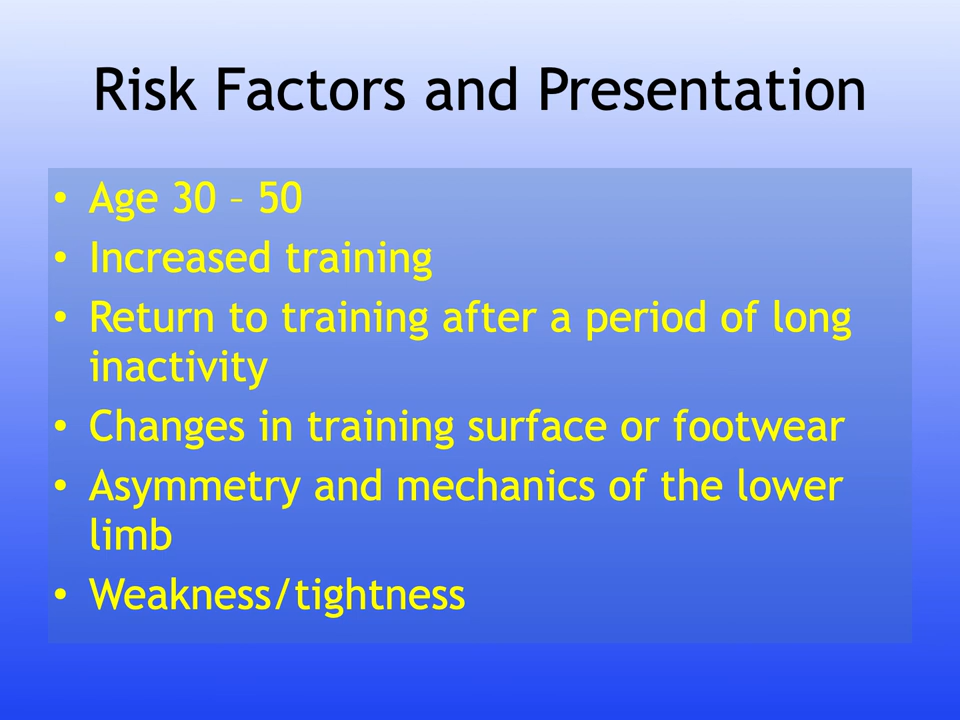 Risk Factors and Presentation
• Age 30 – 50
• Increased training
• Return to training after a period of long
inactivity
• Changes in training surface or footwear
• Asymmetry and mechanics of the lower
limb
• Weakness/tightness